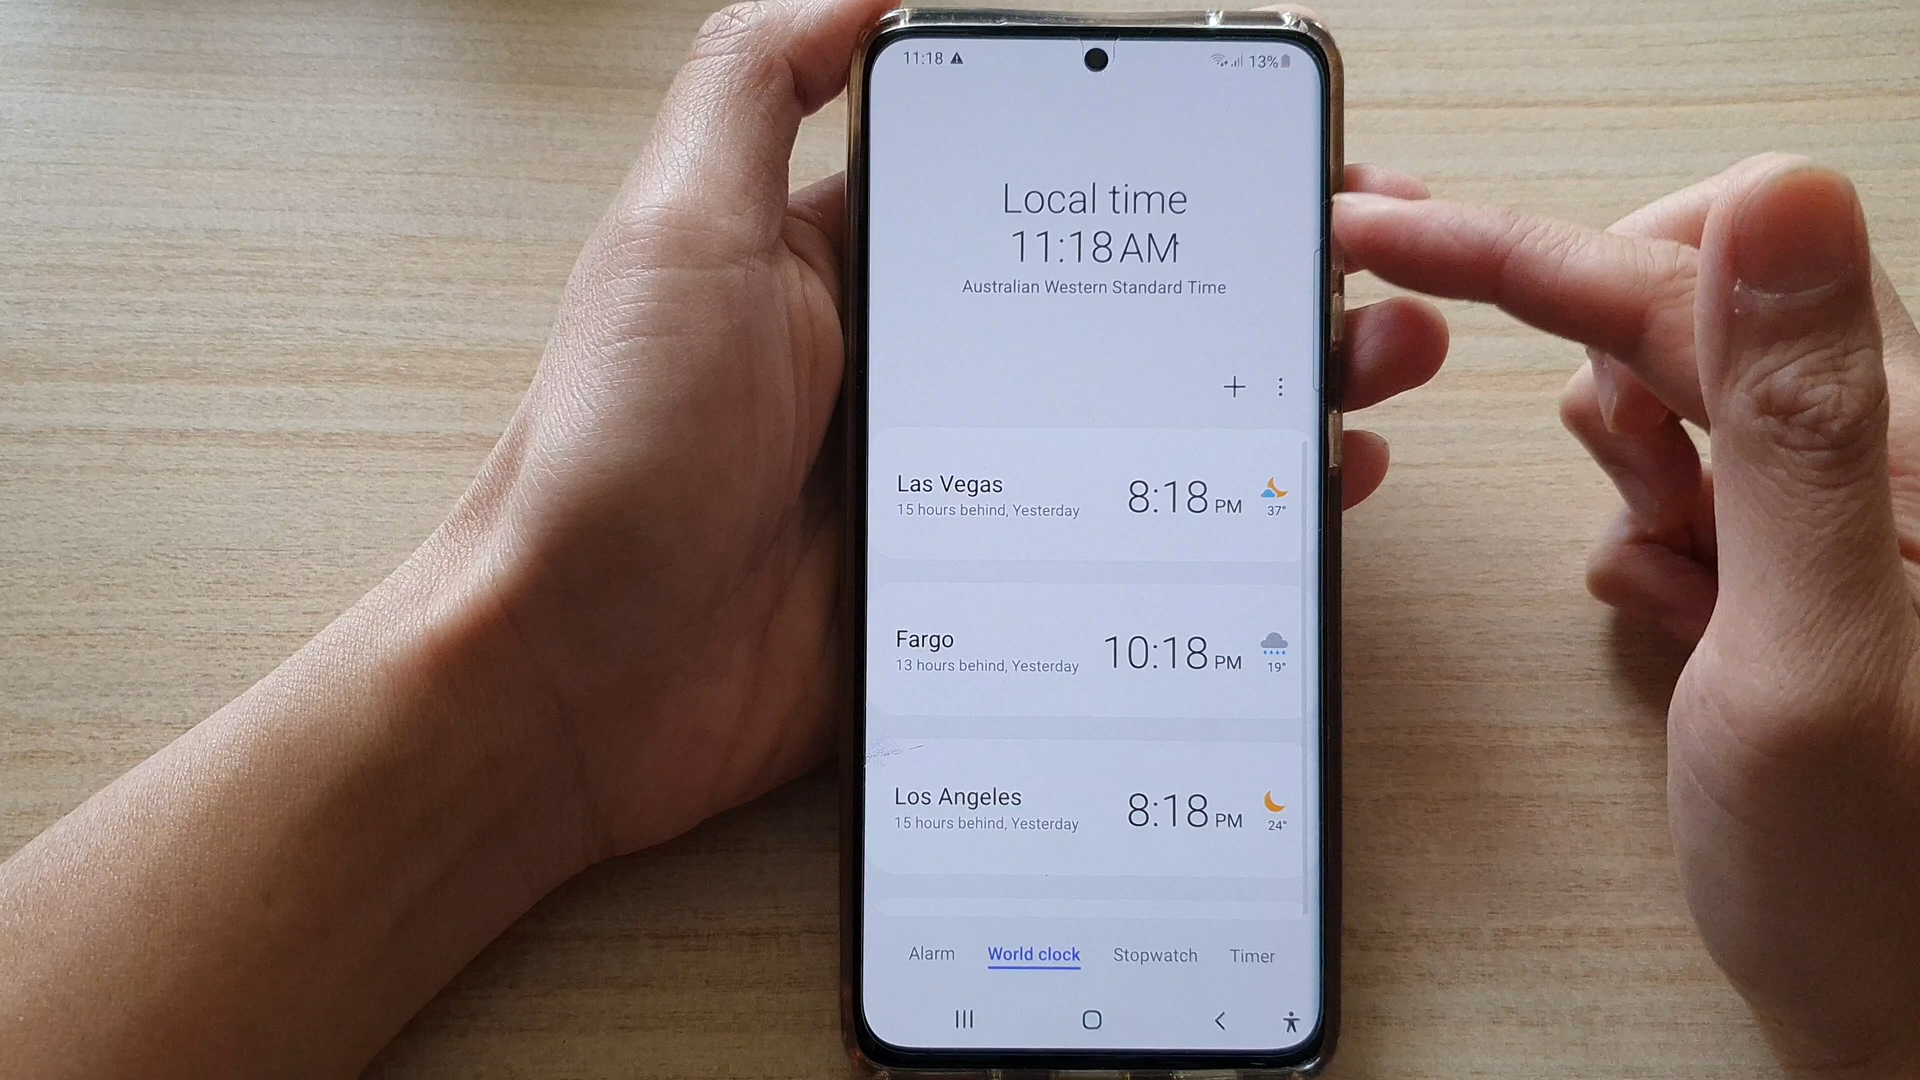 11:18
13%
Local time
11:18 AM
Australian Western Standard Time
Las Vegas
15 hours behind, Yesterday
8:18 PM
37°
Fargo
13 hours behind, Yesterday
10:18 PM
19°
Los Angeles
15 hours behind, Yesterday
8:18 PM
24°
Alarm World clock Stopwatch Timer